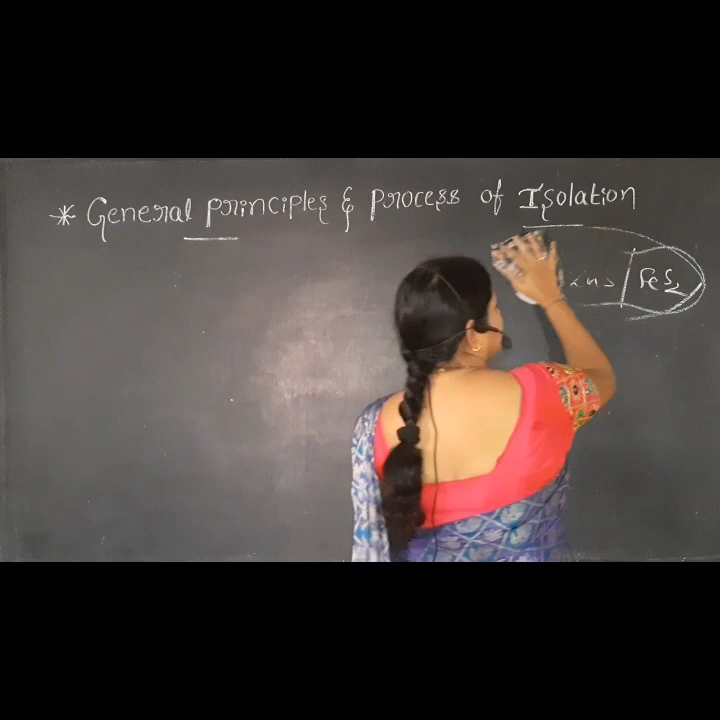 * General principles & process of Isolation
ZnS FeS2